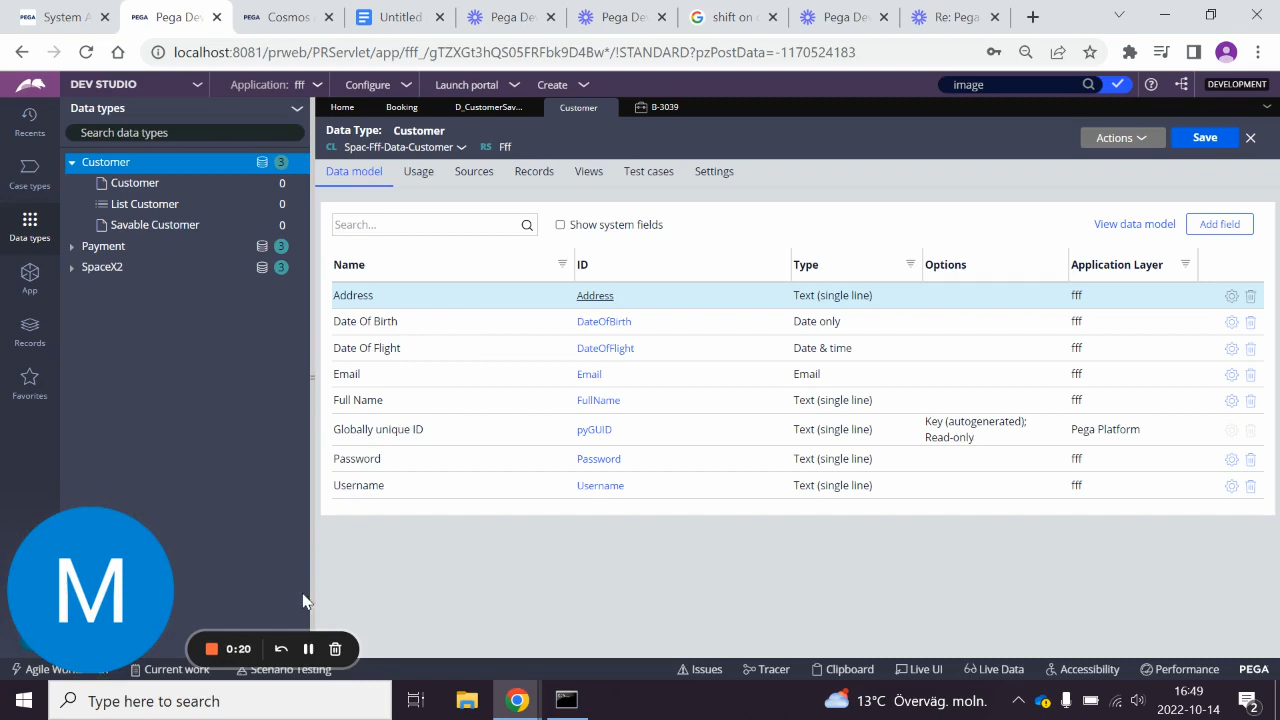 System A
Pega Dev
Cosmos A
Untitled
Pega Dev
Pega Dev
shift on c
Pega Dev
Re: Pega
localhost:8081/prweb/PRServlet/app/fff_/gTZXGt3hQS05FRFbk9D4Bw*/!STANDARD?pzPostData=-1170524183
DEV STUDIO
Application: fff
Configure
Launch portal
Create
image
DEVELOPMENT
Recents
Case types
Data types
App
Records
Favorites
Data types
Search data types
Customer 3
Customer 0
List Customer 0
Savable Customer 0
Payment 3
SpaceX2 3
Home
Booking
D_CustomerSav...
Customer
B-3039
Data Type: Customer
CL Spac-Fff-Data-Customer RS Fff
Actions
Save
Data model
Usage
Sources
Records
Views
Test cases
Settings
Search...
Show system fields
View data model
Add field
Name ID Type Options Application Layer
Address Address Text (single line) fff
Date Of Birth DateOfBirth Date only fff
Date Of Flight DateOfFlight Date & time fff
Email Email Email fff
Full Name FullName Text (single line) fff
Globally unique ID pyGUID Text (single line) Key (autogenerated); Read-only Pega Platform
Password Password Text (single line) fff
Username Username Text (single line) fff
M
0:20
Agile Wor
Current work
Scenario Testing
Issues
Tracer
Clipboard
Live UI
Live Data
Accessibility
Performance
PEGA
Type here to search
13°C Överväg. moln.
16:49
2022-10-14
2